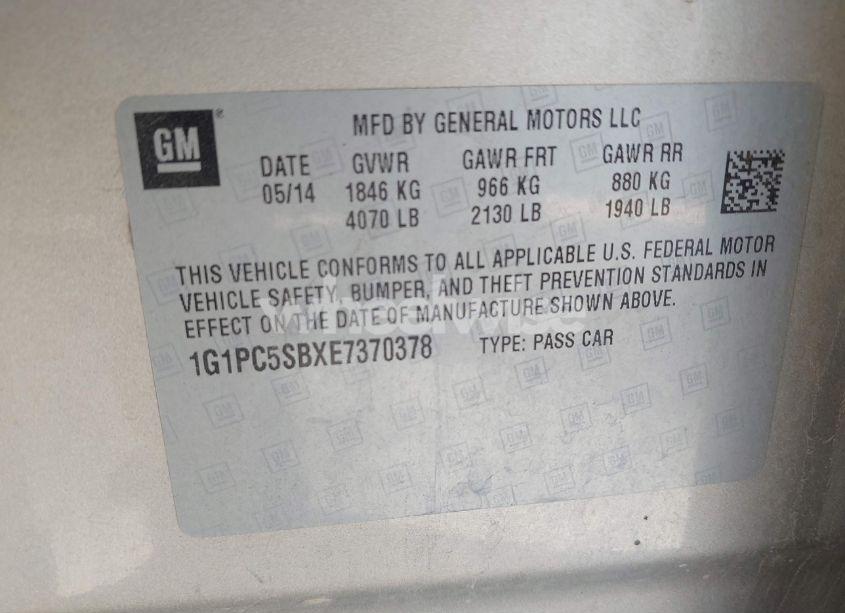 GM
MFD BY GENERAL MOTORS LLC
DATE GVWR GAWR FRT GAWR RR
05/14 1846 KG 966 KG 880 KG
4070 LB 2130 LB 1940 LB
THIS VEHICLE CONFORMS TO ALL APPLICABLE U.S. FEDERAL MOTOR
VEHICLE SAFETY, BUMPER, AND THEFT PREVENTION STANDARDS IN
EFFECT ON THE DATE OF MANUFACTURE SHOWN ABOVE.
wheelwise
1G1PC5SBXE7370378 TYPE: PASS CAR